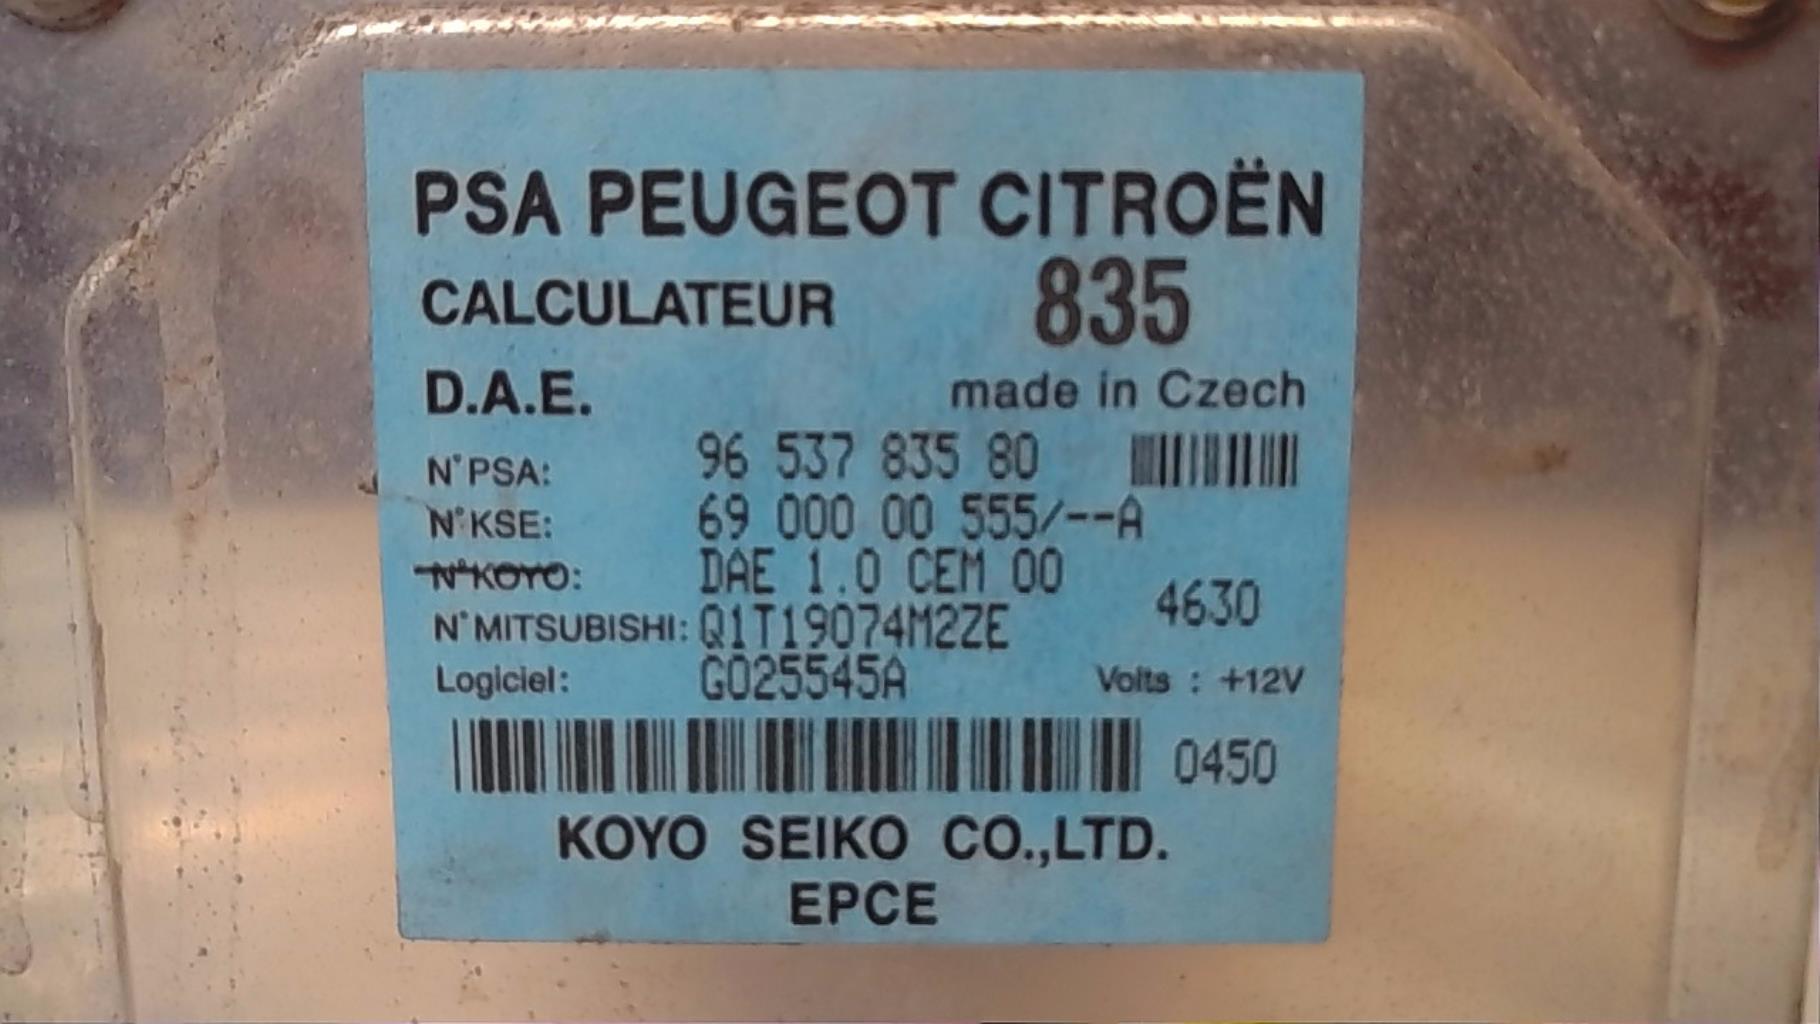 PSA PEUGEOT CITROËN
CALCULATEUR 835
D.A.E. made in Czech
N°PSA: 96 537 835 80
N°KSE: 69 000 00 555/--A
N°KOYO: DAE 1.0 CEM 00
4630
N°MITSUBISHI: Q1T19074M2ZE
Logiciel: G025545A Volts : +12V
0450
KOYO SEIKO CO.,LTD.
EPCE